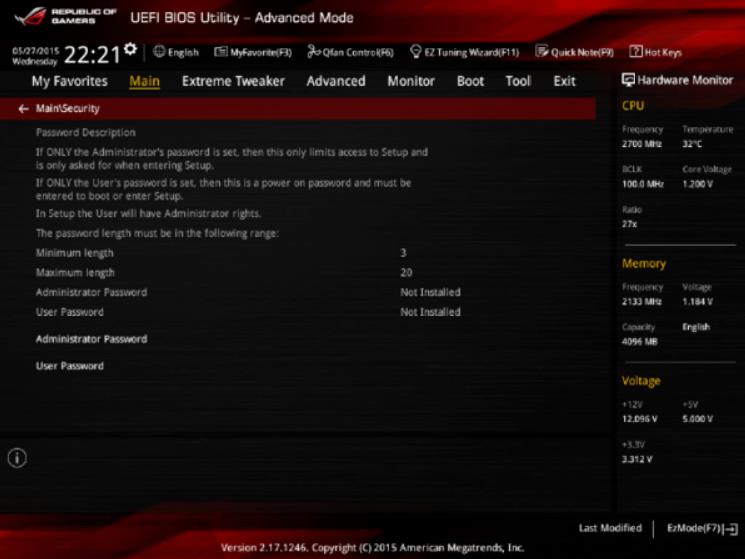 REPUBLIC OF GAMERS
UEFI BIOS Utility – Advanced Mode
05/27/2015 Wednesday
22:21
English
MyFavorite(F3)
Qfan Control(F6)
EZ Tuning Wizard(F11)
Quick Note(F9)
? Hot Keys
My Favorites
Main
Extreme Tweaker
Advanced
Monitor
Boot
Tool
Exit
Hardware Monitor
← Main\Security
Password Description
If ONLY the Administrator's password is set, then this only limits access to Setup and
is only asked for when entering Setup.
If ONLY the User's password is set, then this is a power on password and must be
entered to boot or enter Setup.
In Setup the User will have Administrator rights.
The password length must be in the following range:
Minimum length 3
Maximum length 20
Administrator Password Not Installed
User Password Not Installed
Administrator Password
User Password
i
CPU
Frequency Temperature
2700 MHz 32°C
BCLK Core Voltage
100.0 MHz 1.200 V
Ratio
27x
Memory
Frequency Voltage
2133 MHz 1.184 V
Capacity English
4096 MB
Voltage
+12V +5V
12.096 V 5.000 V
+3.3V
3.312 V
Last Modified
EzMode(F7)
Version 2.17.1246. Copyright (C) 2015 American Megatrends, Inc.